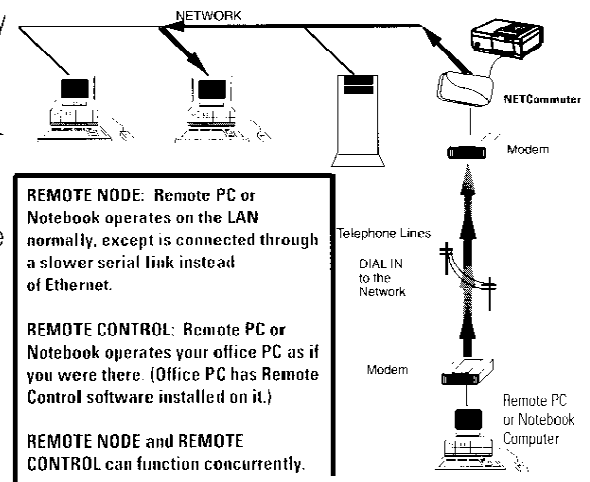 NETWORK
NETCommuter
Modem
REMOTE NODE: Remote PC or
Notebook operates on the LAN
normally, except is connected through
a slower serial link instead
of Ethernet.
REMOTE CONTROL: Remote PC or
Notebook operates your office PC as if
you were there. (Office PC has Remote
Control software installed on it.)
REMOTE NODE and REMOTE
CONTROL can function concurrently.
Telephone Lines
DIAL IN
to the
Network
Modem
Remote PC
or Notebook
Computer